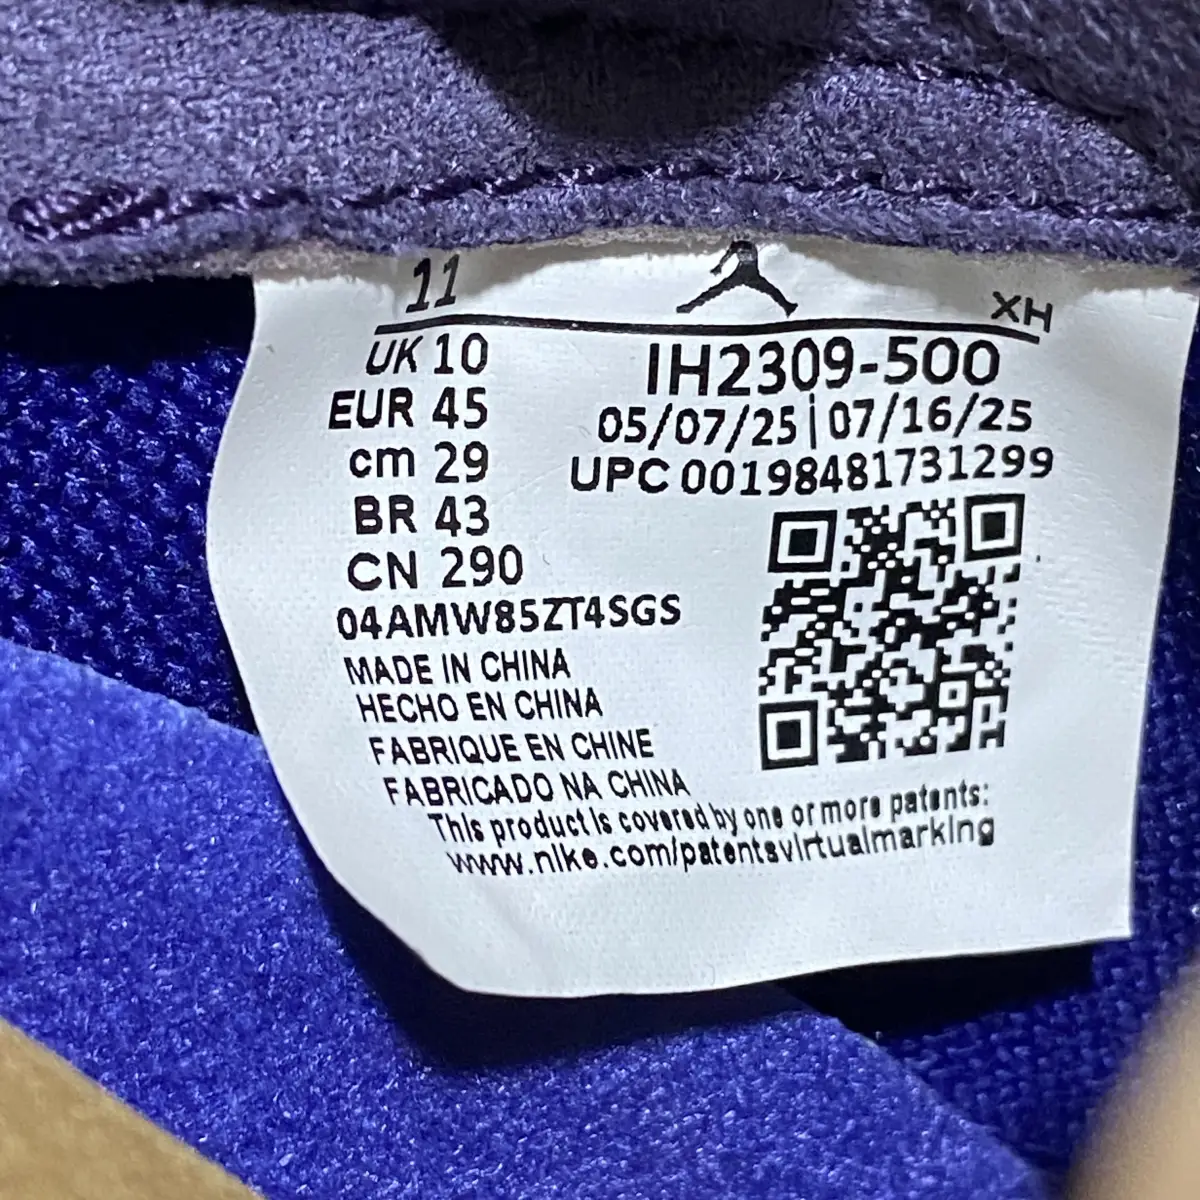 11
XH
UK 10
EUR 45
cm 29
BR 43
CN 290
IH2309-500
05/07/25|07/16/25
UPC 001984817​31299
04AMW85ZT4SGS
MADE IN CHINA
HECHO EN CHINA
FABRIQUE EN CHINE
FABRICADO NA CHINA
This product is covered by one or more patents:
www.nike.com/patentsvirtualmarking